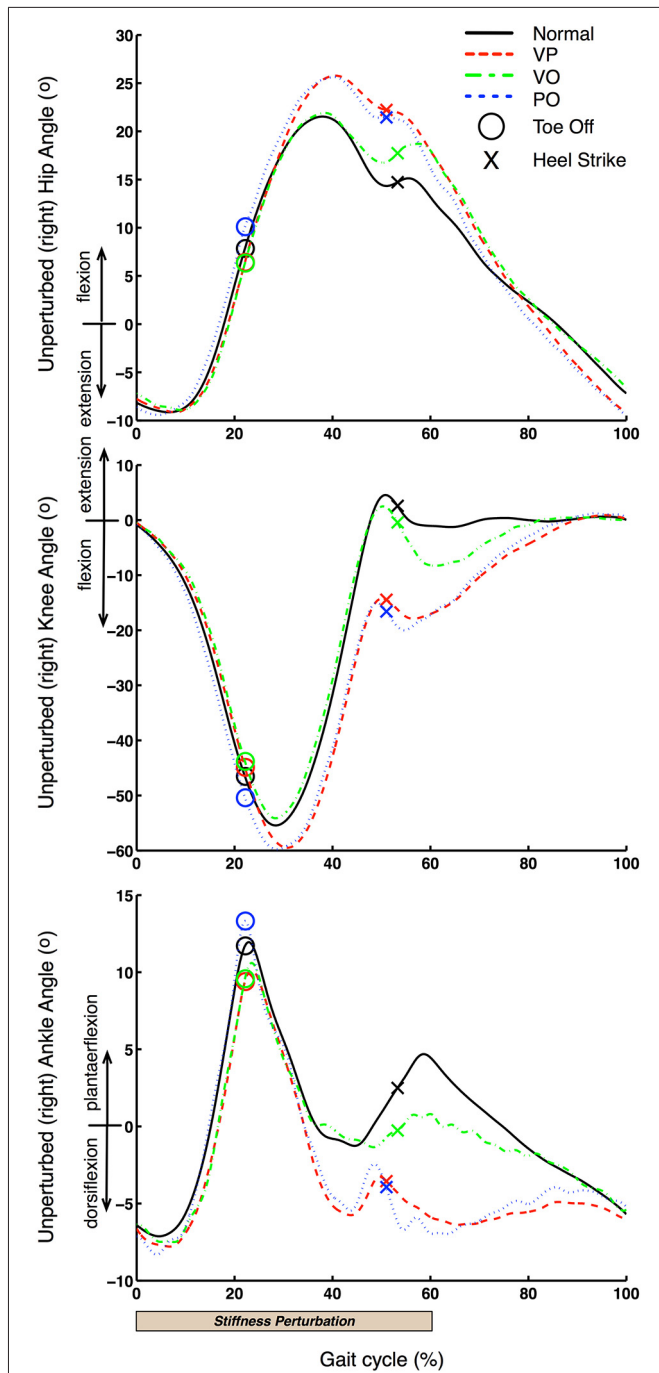 Normal
VP
VO
PO
Toe Off
Heel Strike
Unperturbed (right) Hip Angle (o)
flexion
extension
30
25
20
15
10
5
0
−5
−10
0 20 40 60 80 100
Unperturbed (right) Knee Angle (o)
extension
flexion
10
0
−10
−20
−30
−40
−50
−60
0 20 40 60 80 100
Unperturbed (right) Ankle Angle (o)
plantaerflexion
dorsiflexion
15
10
5
0
−5
−10
0 20 40 60 80 100
Stiffness Perturbation
Gait cycle (%)